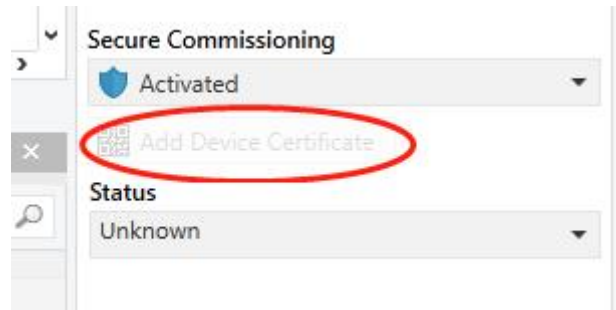 Secure Commissioning
Activated
Add Device Certificate
Status
Unknown